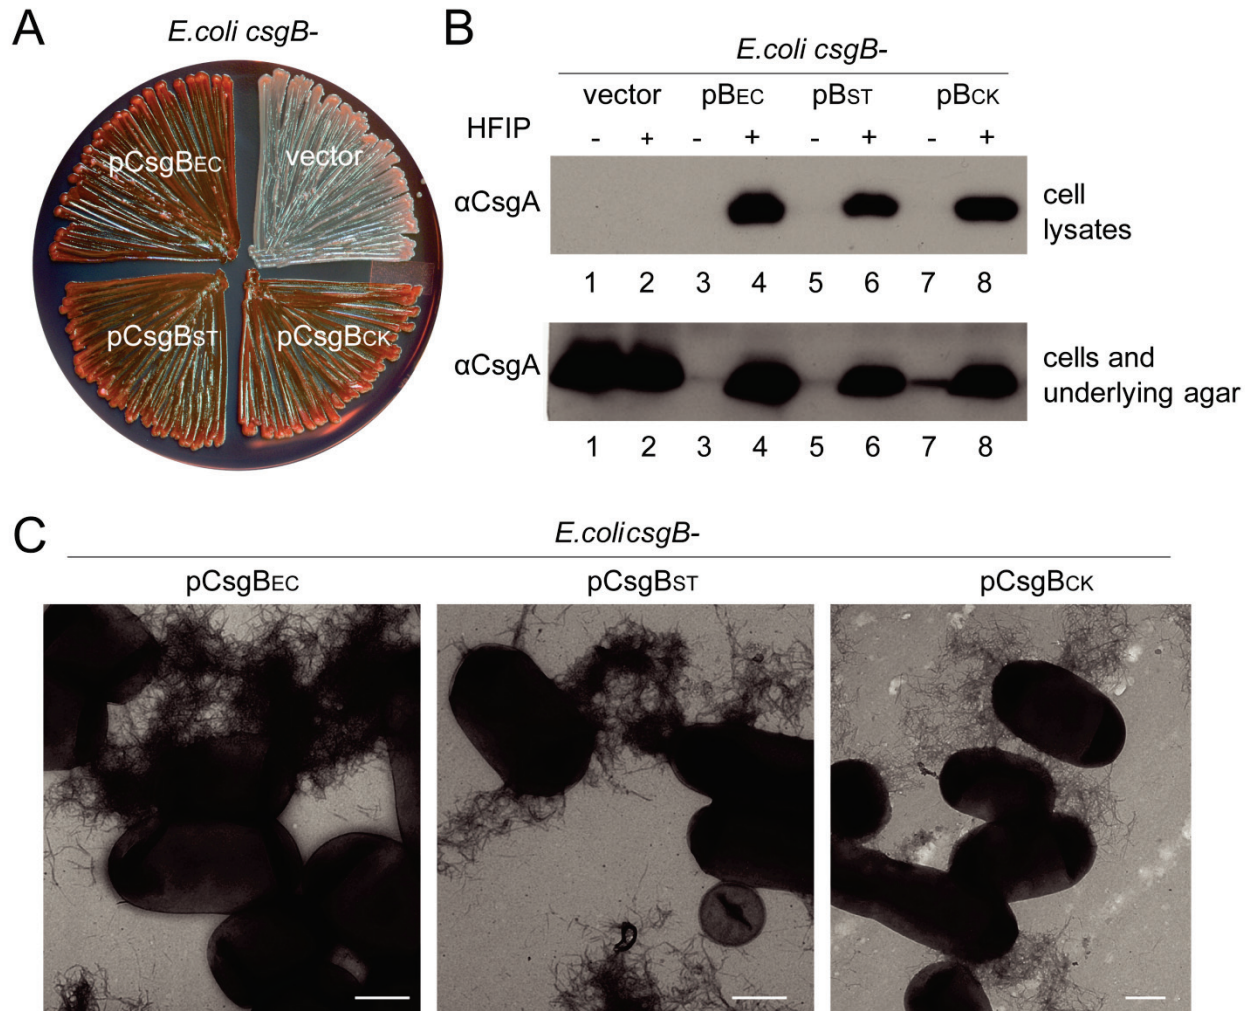 A
E.coli csgB-
pCsgBEC
vector
pCsgBST
pCsgBCK
B
E.coli csgB-
vector pBEC pBST pBCK
HFIP - + - + - + - +
αCsgA
cell
lysates
1 2 3 4 5 6 7 8
αCsgA
cells and
underlying agar
1 2 3 4 5 6 7 8
C
E.colicsgB-
pCsgBEC pCsgBST pCsgBCK